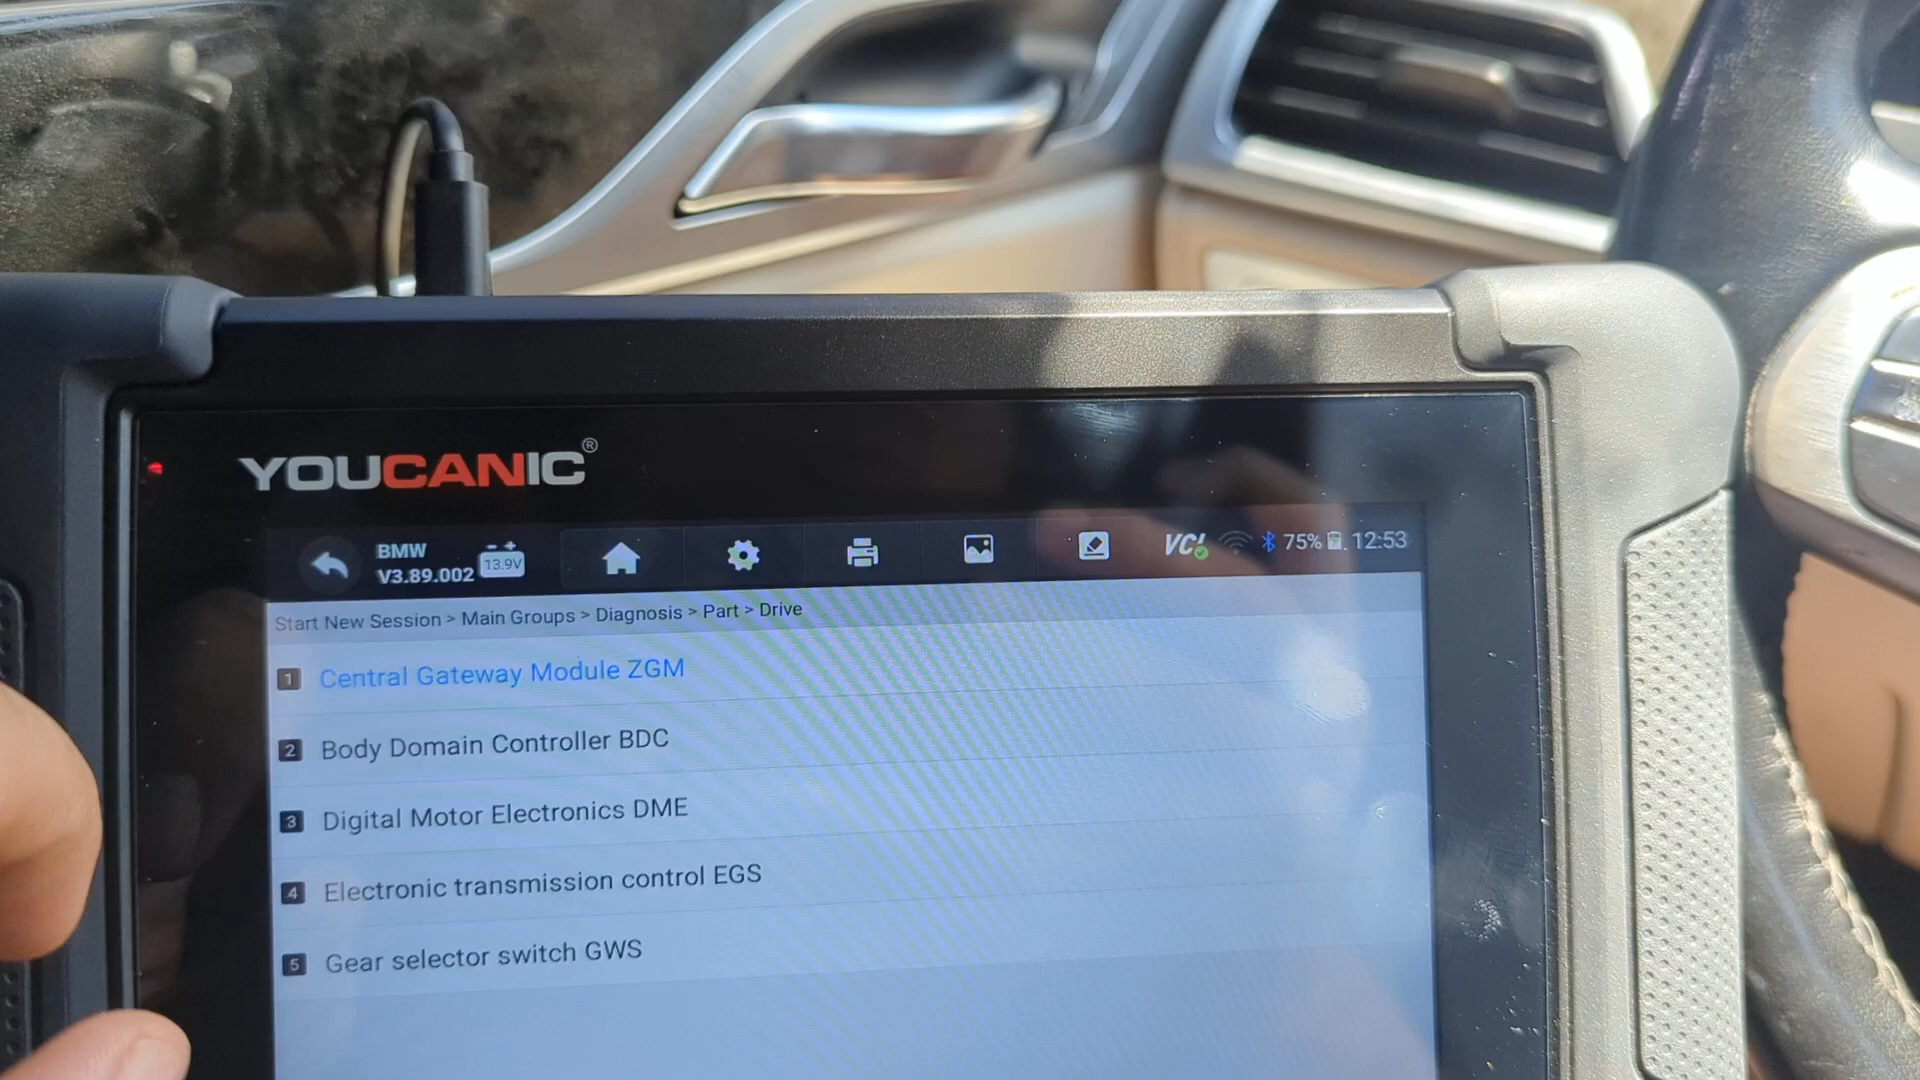 YOUCANIC®
BMW
V3.89.002
13.9V
VCI
75% 12:53
Start New Session > Main Groups > Diagnosis > Part > Drive
1 Central Gateway Module ZGM
2 Body Domain Controller BDC
3 Digital Motor Electronics DME
4 Electronic transmission control EGS
5 Gear selector switch GWS